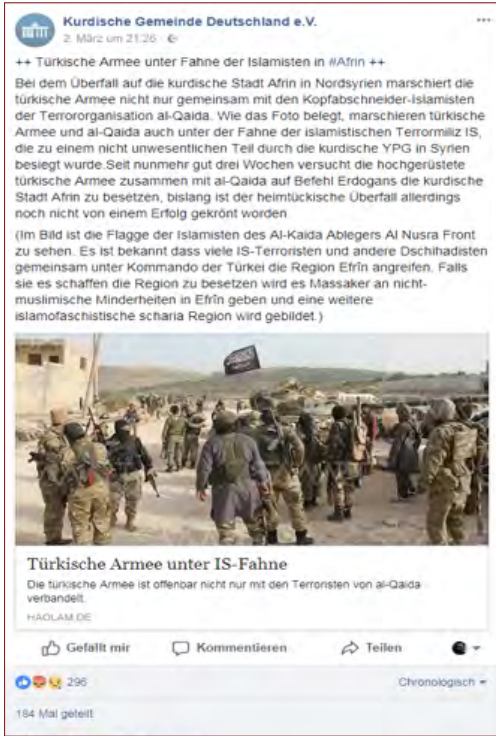 Kurdische Gemeinde Deutschland e.V.
2. März um 21:26 ·
++ Türkische Armee unter Fahne der Islamisten in #Afrin ++
Bei dem Überfall auf die kurdische Stadt Afrin in Nordsyrien marschiert die
türkische Armee nicht nur gemeinsam mit den Kopfabschneider-Islamisten
der Terrororganisation al-Qaida. Wie das Foto belegt, marschieren türkische
Armee und al-Qaida auch unter der Fahne der islamistischen Terrormiliz IS,
die zu einem nicht unwesentlichen Teil durch die kurdische YPG in Syrien
besiegt wurde.Seit nunmehr gut drei Wochen versucht die hochgerüstete
türkische Armee zusammen mit al-Qaida auf Befehl Erdogans die kurdische
Stadt Afrin zu besetzen, bislang ist der heimtückische Überfall allerdings
noch nicht von einem Erfolg gekrönt worden.
(Im Bild ist die Flagge der Islamisten des Al-Kaida Ablegers Al Nusra Front
zu sehen. Es ist bekannt dass viele IS-Terroristen und andere Dschihadisten
gemeinsam unter Kommando der Türkei die Region Efrîn angreifen. Falls
sie es schaffen die Region zu besetzen wird es Massaker an nicht-
muslimische Minderheiten in Efrîn geben und eine weitere
islamofaschistische scharia Region wird gebildet.)
Türkische Armee unter IS-Fahne
Die türkische Armee ist offenbar nicht nur mit den Terroristen von al-Qaida
verbandelt.
HAOLAM.DE
Gefällt mir Kommentieren Teilen
296 Chronologisch
184 Mal geteilt